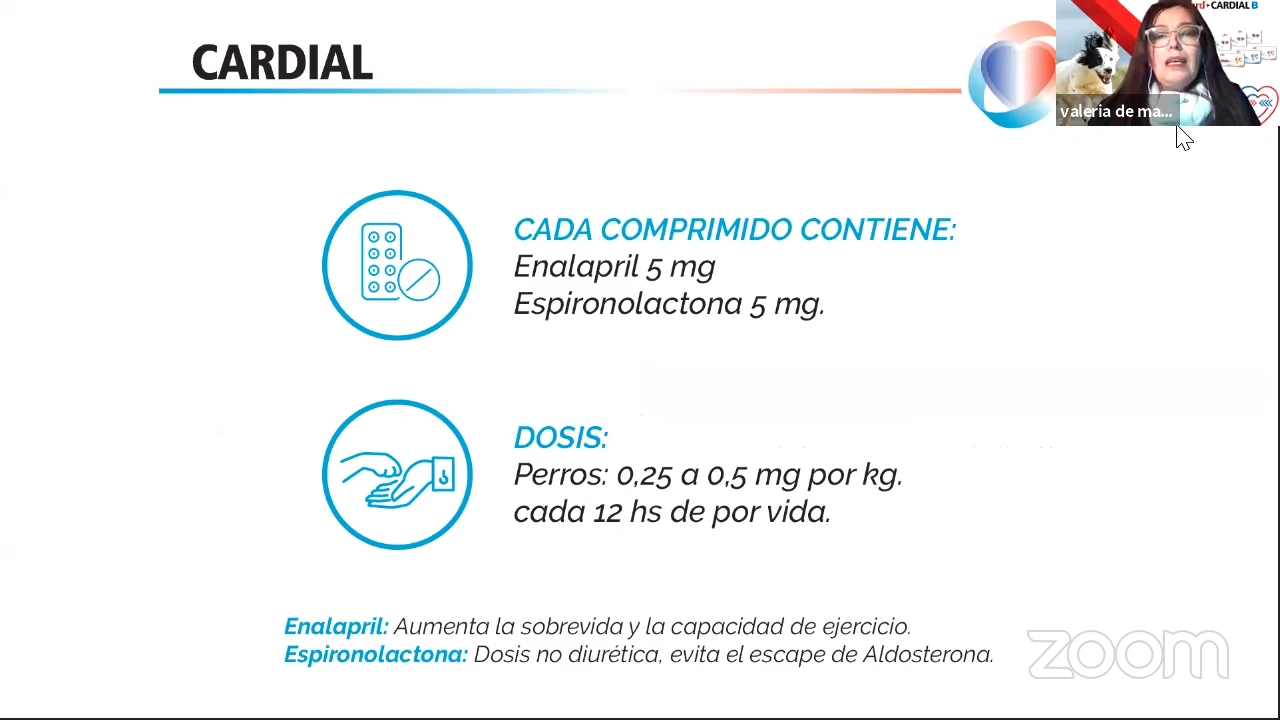 CARDIAL
rd+CARDIAL B
valeria de ma...
CADA COMPRIMIDO CONTIENE:
Enalapril 5 mg
Espironolactona 5 mg.
DOSIS:
Perros: 0,25 a 0,5 mg por kg.
cada 12 hs de por vida.
Enalapril: Aumenta la sobrevida y la capacidad de ejercicio.
Espironolactona: Dosis no diurética, evita el escape de Aldosterona.
zoom